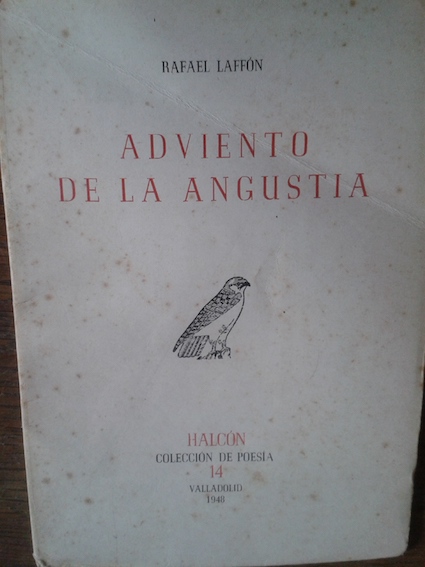 RAFAEL LAFFÓN
ADVIENTO
DE LA ANGUSTIA
HALCÓN
COLECCIÓN DE POESÍA
14
VALLADOLID
1948